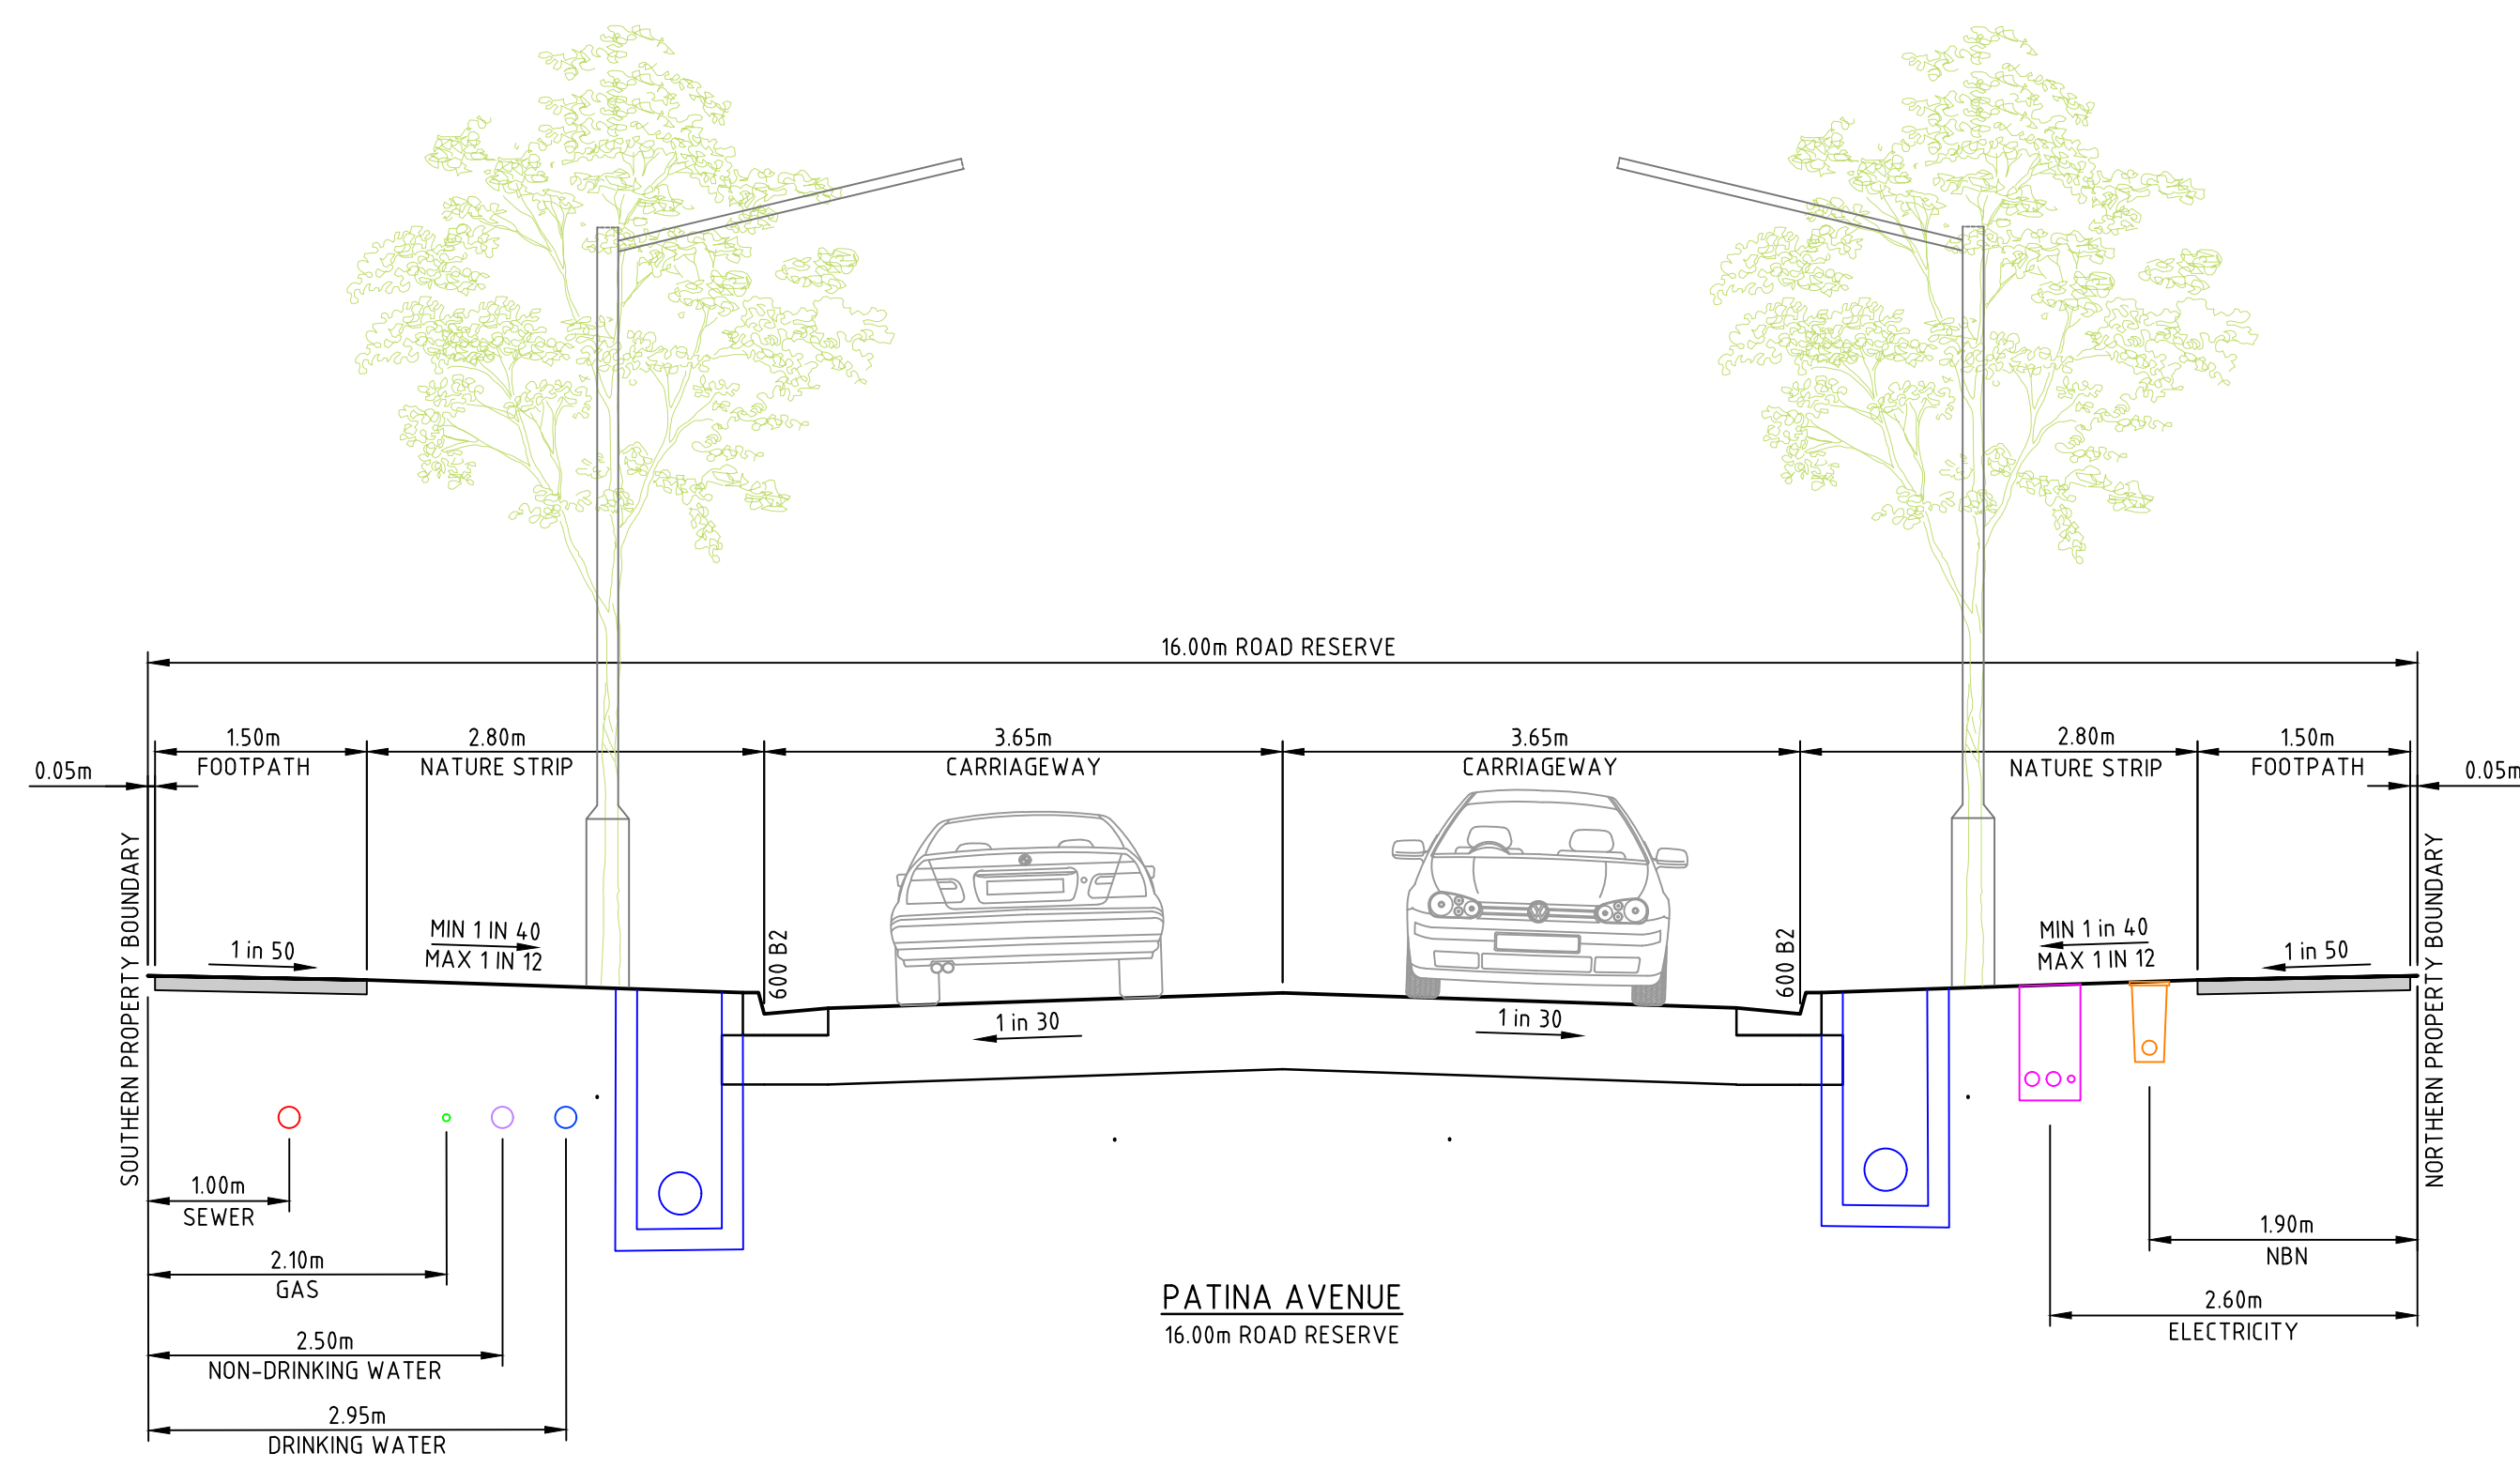 16.00m ROAD RESERVE
1.50m
FOOTPATH
2.80m
NATURE STRIP
3.65m
CARRIAGEWAY
3.65m
CARRIAGEWAY
2.80m
NATURE STRIP
1.50m
FOOTPATH
0.05m
0.05m
SOUTHERN PROPERTY BOUNDARY
1 in 50
MIN 1 IN 40
MAX 1 IN 12
600 B2
1 in 30
1 in 30
600 B2
MIN 1 in 40
MAX 1 IN 12
1 in 50
NORTHERN PROPERTY BOUNDARY
1.00m
SEWER
2.10m
GAS
2.50m
NON-DRINKING WATER
2.95m
DRINKING WATER
1.90m
NBN
2.60m
ELECTRICITY
PATINA AVENUE
16.00m ROAD RESERVE